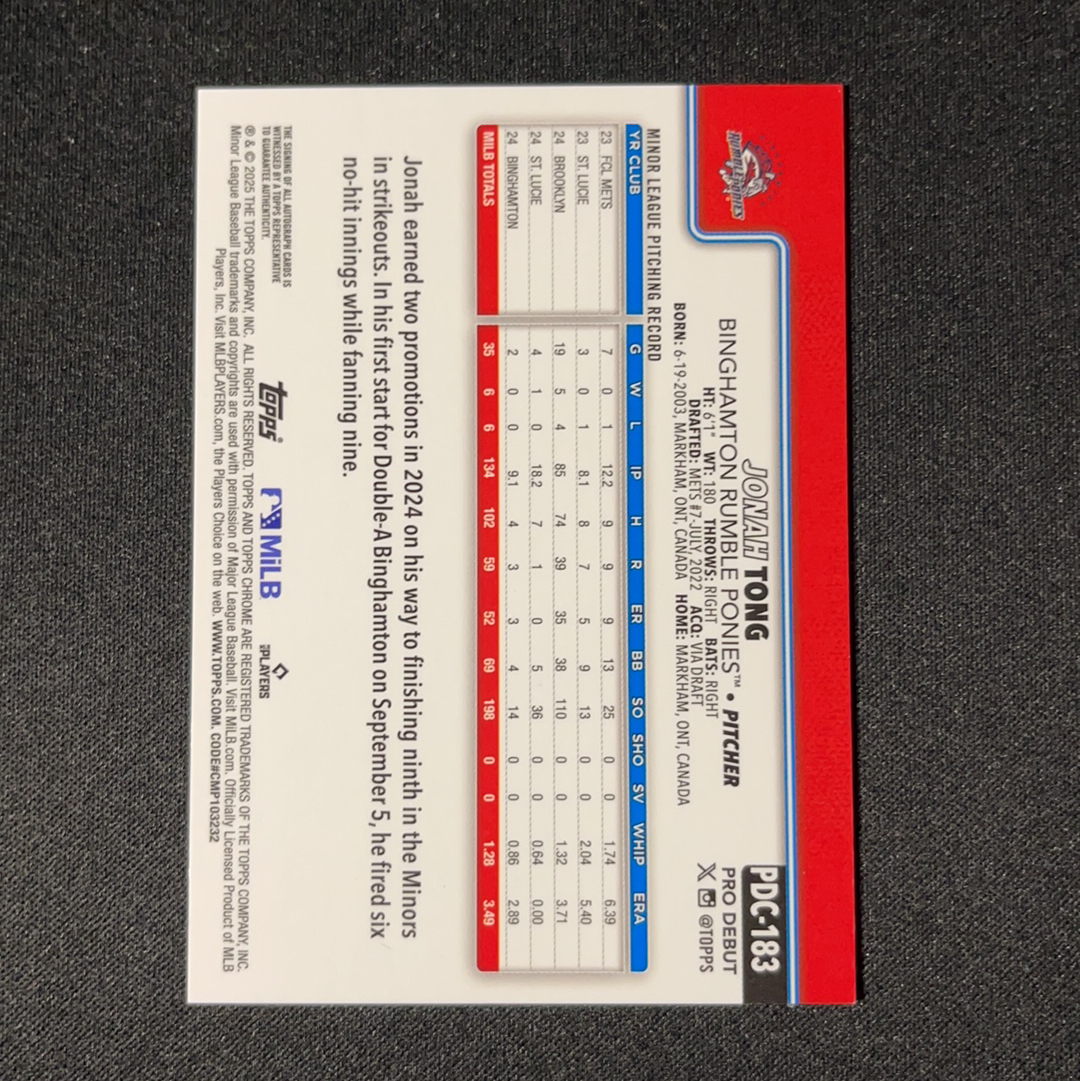 RUMBLE PONIES
JONAH TONG
BINGHAMTON RUMBLE PONIES™ • PITCHER
HT: 6'1" WT: 180 THROWS: RIGHT BATS: RIGHT
DRAFTED: METS #7-JULY, 2022 ACQ: VIA DRAFT
BORN: 6-19-2003, MARKHAM, ONT, CANADA HOME: MARKHAM, ONT, CANADA
PDC-183
PRO DEBUT
X @TOPPS
MINOR LEAGUE PITCHING RECORD
YR CLUB G W L IP H R ER BB SO SHO SV WHIP ERA
23 FCL METS 7 0 1 12.2 9 9 9 13 25 0 0 1.74 6.39
23 ST. LUCIE 3 0 1 8.1 8 7 5 9 13 0 0 2.04 5.40
24 BROOKLYN 19 5 4 85 74 39 35 38 110 0 0 1.32 3.71
24 ST. LUCIE 4 1 0 18.2 7 1 0 5 36 0 0 0.64 0.00
24 BINGHAMTON 2 0 0 9.1 4 3 3 4 14 0 0 0.86 2.89
MILB TOTALS 35 6 6 134 102 59 52 69 198 0 0 1.28 3.49
Jonah earned two promotions in 2024 on his way to finishing ninth in the Minors
in strikeouts. In his first start for Double-A Binghamton on September 5, he fired six
no-hit innings while fanning nine.
THE SIGNING OF ALL AUTOGRAPH CARDS IS
WITNESSED BY A TOPPS REPRESENTATIVE
TO GUARANTEE AUTHENTICITY.
topps®
MiLB
PLAYERS
® & © 2025 THE TOPPS COMPANY, INC. ALL RIGHTS RESERVED. TOPPS AND TOPPS CHROME ARE REGISTERED TRADEMARKS OF THE TOPPS COMPANY, INC.
Minor League Baseball trademarks and copyrights are used with permission of Major League Baseball. Visit MiLB.com. Officially Licensed Product of MLB
Players, Inc. Visit MLBPLAYERS.com, the Players Choice on the web. WWW.TOPPS.COM. CODE#CMP103232